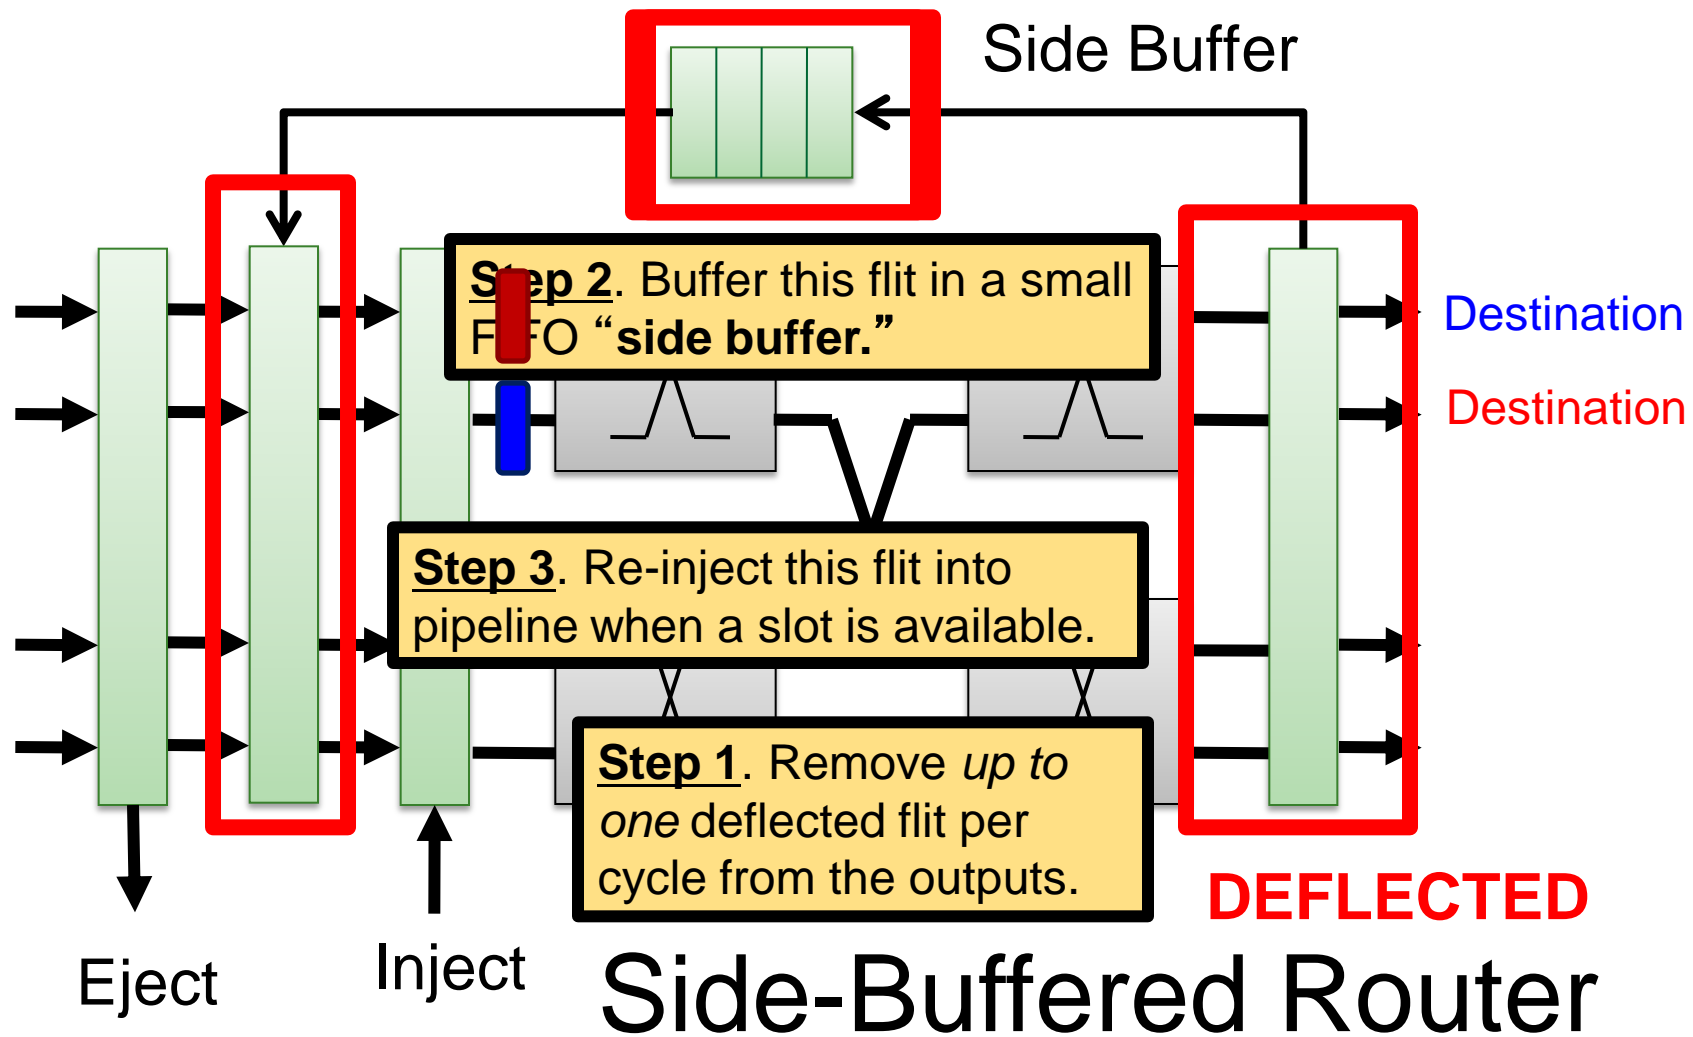 Side Buffer
Step 2. Buffer this flit in a small
FIFO “side buffer.”
Destination
Destination
Step 3. Re-inject this flit into
pipeline when a slot is available.
Step 1. Remove up to
one deflected flit per
cycle from the outputs.
DEFLECTED
Eject
Inject
Side-Buffered Router